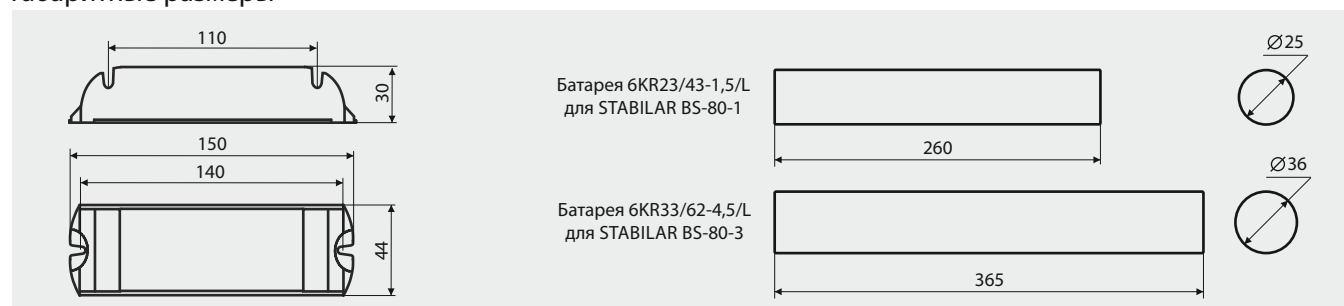 110
30
150
140
44
Батарея 6KR23/43-1,5/L
для STABILAR BS-80-1
260
Ø25
Батарея 6KR33/62-4,5/L
для STABILAR BS-80-3
365
Ø36